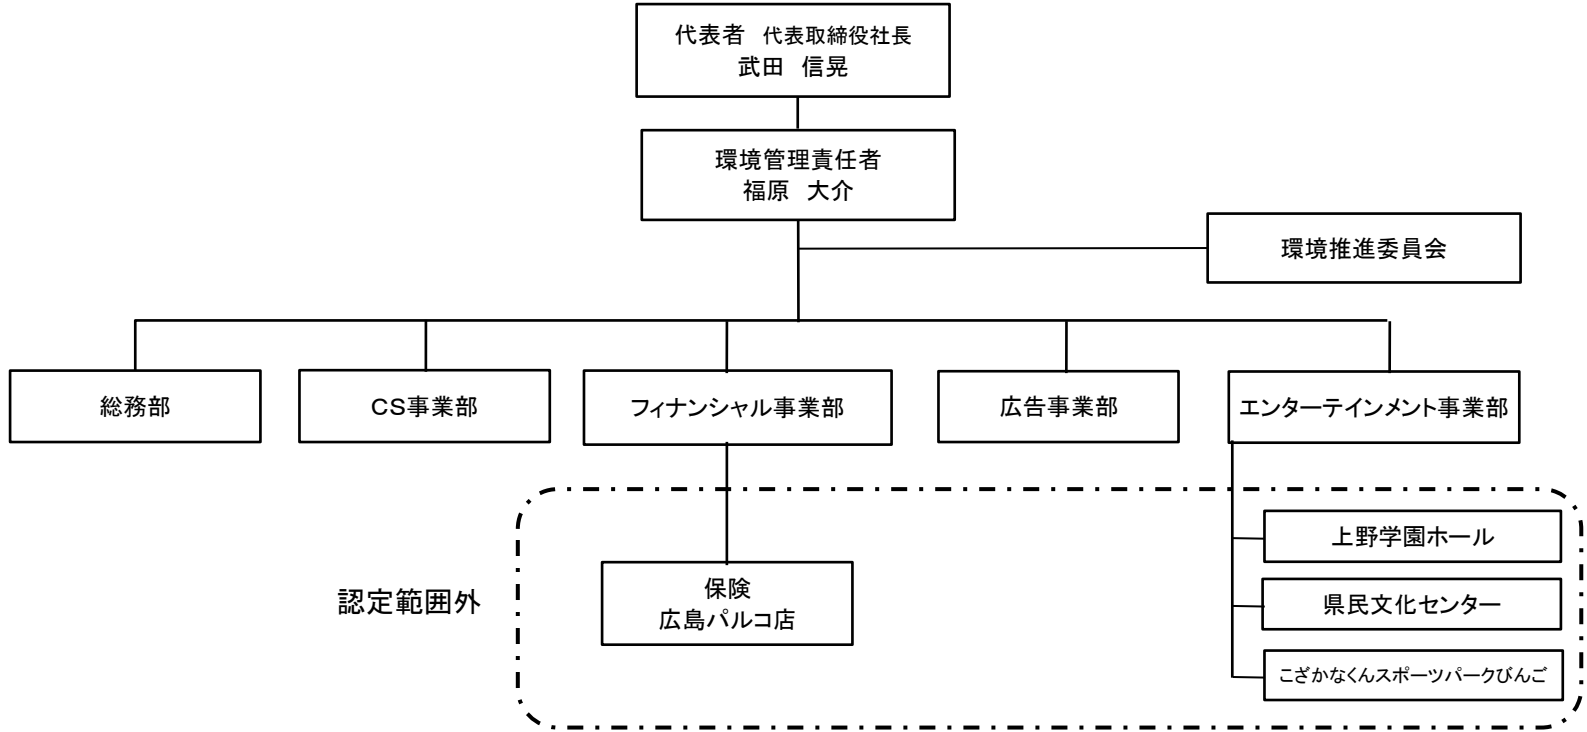 代表者 代表取締役社長
武田 信晃
環境管理責任者
福原 大介
環境推進委員会
総務部
CS事業部
フィナンシャル事業部
広告事業部
エンターテインメント事業部
認定範囲外
保険
広島パルコ店
上野学園ホール
県民文化センター
こざかなくんスポーツパークびんご